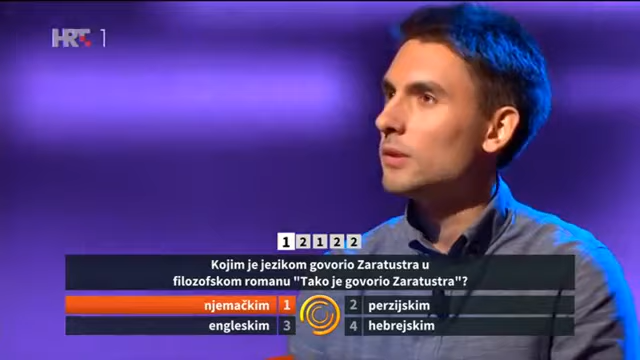 HRT 1
1 2 1 2 2
Kojim je jezikom govorio Zaratustra u
filozofskom romanu "Tako je govorio Zaratustra"?
njemačkim 1
2 perzijskim
engleskim 3
4 hebrejskim